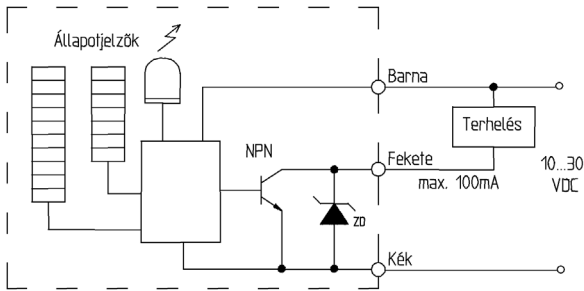 Állapotjelzők
Barna
Terhelés
NPN
Fekete
max. 100mA
10...30
VDC
ZD
Kék